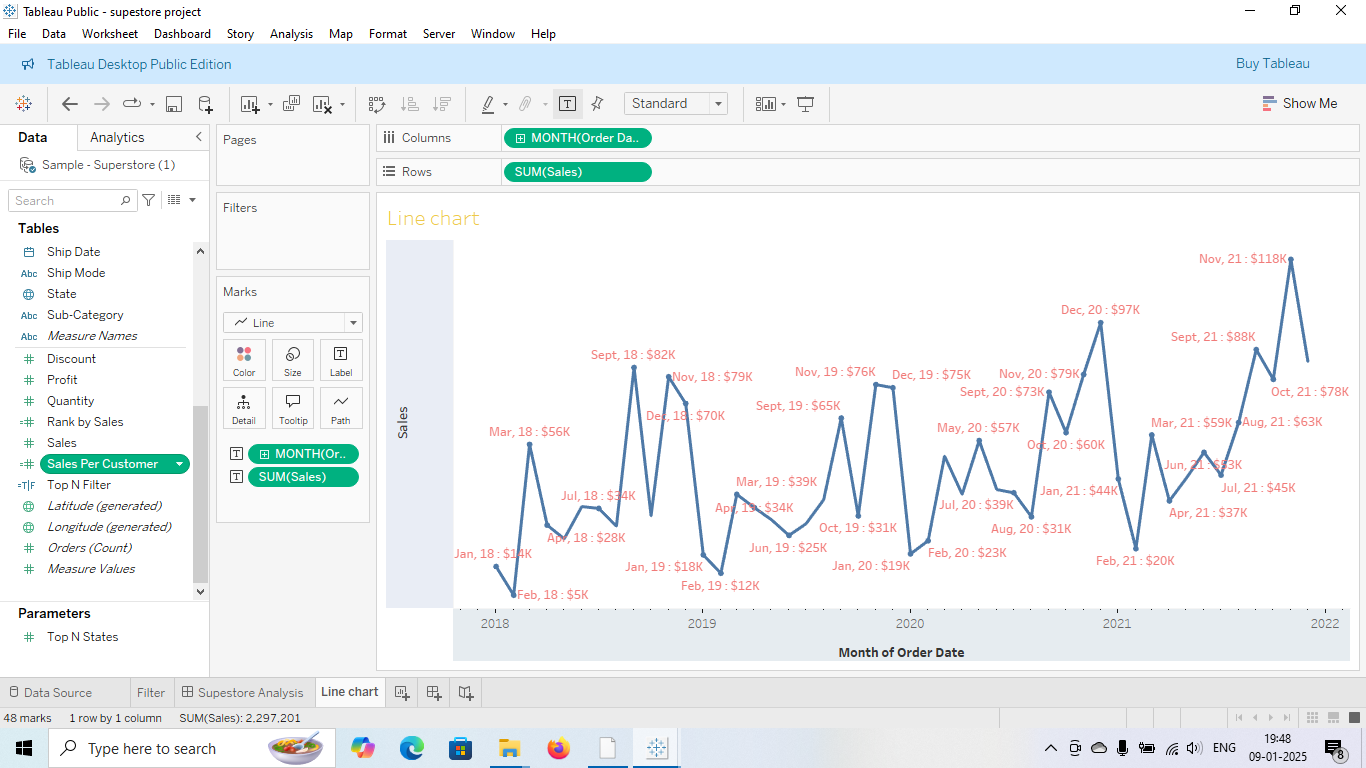 Tableau Public - supestore project
File Data Worksheet Dashboard Story Analysis Map Format Server Window Help
Tableau Desktop Public Edition Buy Tableau
Standard Show Me
Data Analytics
Sample - Superstore (1)
Search
Tables
Ship Date
Abc Ship Mode
State
Abc Sub-Category
Abc Measure Names
Discount
Profit
Quantity
Rank by Sales
Sales
Sales Per Customer
Top N Filter
Latitude (generated)
Longitude (generated)
Orders (Count)
Measure Values
Parameters
Top N States
Pages
Filters
Marks
Line
Color Size Label
Detail Tooltip Path
MONTH(Or..
SUM(Sales)
Columns MONTH(Order Da..
Rows SUM(Sales)
Line chart
Sales
Nov, 21 : $118K
Dec, 20 : $97K
Sept, 21 : $88K
Sept, 18 : $82K
Nov, 18 : $79K
Nov, 19 : $76K
Dec, 19 : $75K
Nov, 20 : $79K
Sept, 20 : $73K
Oct, 21 : $78K
Sept, 19 : $65K
Dec, 18 : $70K
Mar, 18 : $56K
May, 20 : $57K
Mar, 21 : $59K
Aug, 21 : $63K
Oct, 20 : $60K
Jun, 21 : $53K
Mar, 19 : $39K
Jul, 21 : $45K
Jan, 21 : $44K
Jul, 18 : $34K
Apr, 19 : $34K
Jul, 20 : $39K
Apr, 21 : $37K
Oct, 19 : $31K
Aug, 20 : $31K
Apr, 18 : $28K
Jun, 19 : $25K
Jan, 18 : $14K
Feb, 20 : $23K
Feb, 21 : $20K
Jan, 19 : $18K
Jan, 20 : $19K
Feb, 19 : $12K
Feb, 18 : $5K
2018 2019 2020 2021 2022
Month of Order Date
Data Source Filter Supestore Analysis Line chart
48 marks 1 row by 1 column SUM(Sales): 2,297,201
Type here to search
ENG
19:48
09-01-2025
8